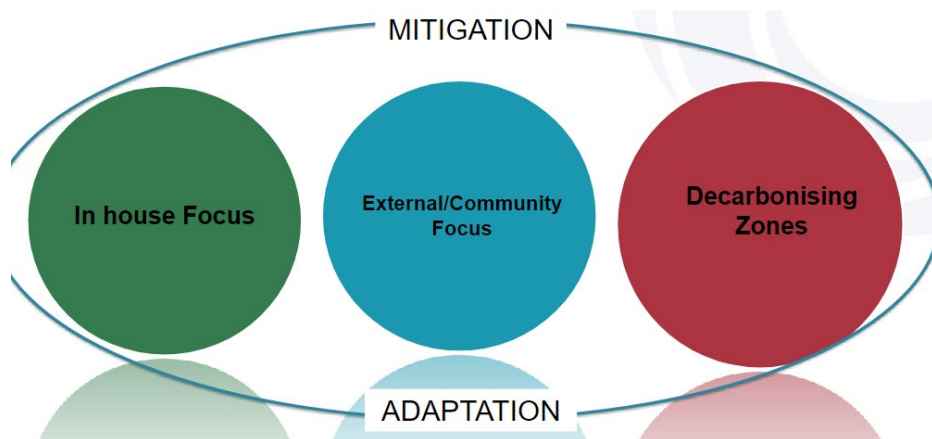 MITIGATION
In house Focus
External/Community
Focus
Decarbonising
Zones
ADAPTATION